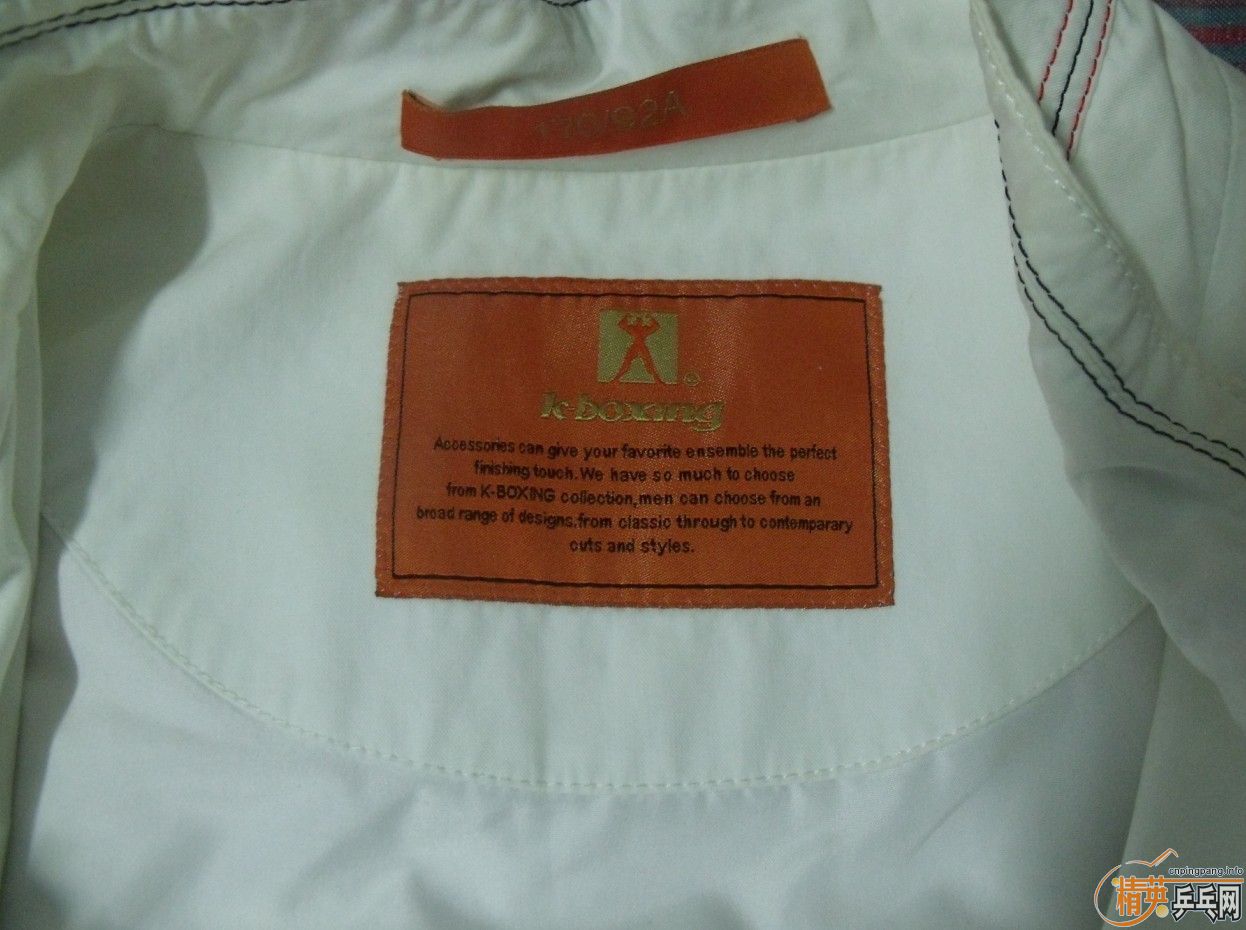 170/92A
®
k-boxing
Accessories can give your favorite ensemble the perfect
finishing touch.We have so much to choose
from K-BOXING collection,men can choose from an
broad range of designs.from classic through to contemparary
cuts and styles.
cnpingpang.info
精英乒乓网